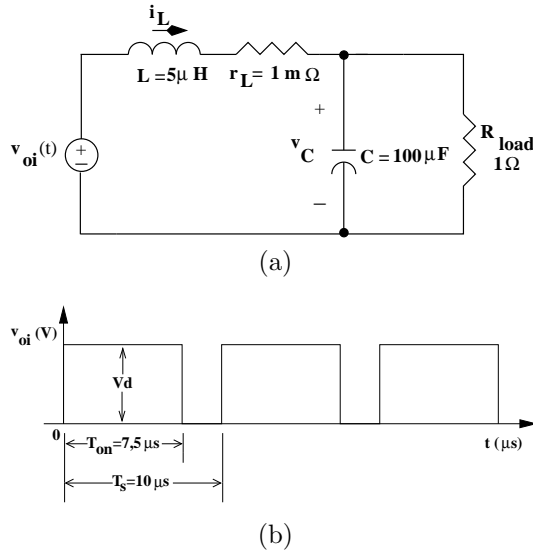 i_L
L = 5μ H
r_L = 1 m Ω
v_oi (t)
+
−
+
v_C
−
C = 100 μF
R_load
1 Ω
(a)
v_oi (V)
Vd
0
T_on = 7,5 μs
t (μs)
T_s = 10 μs
(b)